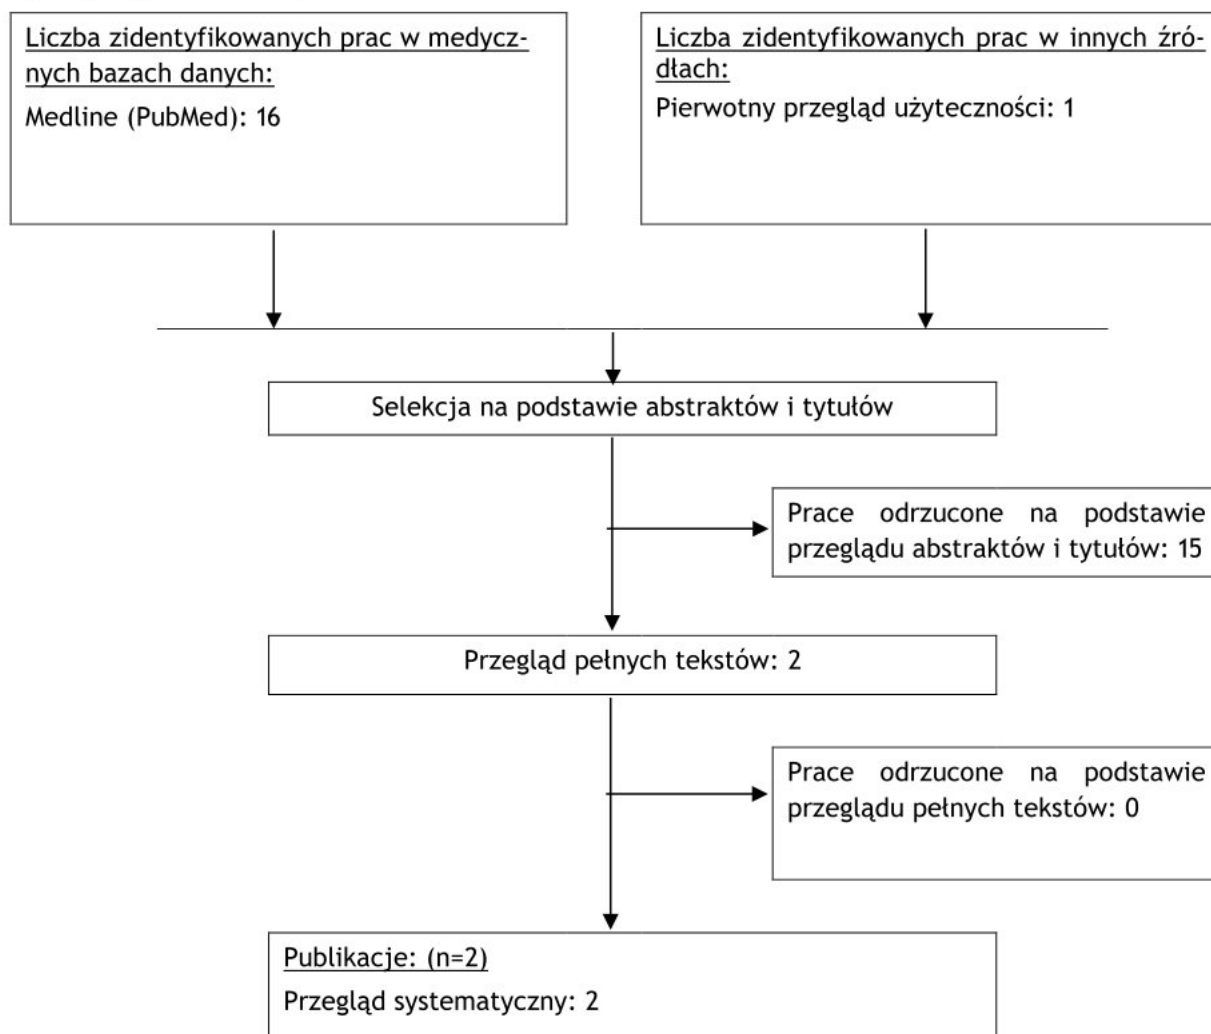 Liczba zidentyfikowanych prac w medycz-
nych bazach danych:
Medline (PubMed): 16
Liczba zidentyfikowanych prac w innych źró-
dłach:
Pierwotny przegląd użyteczności: 1
Selekcja na podstawie abstraktów i tytułów
Prace odrzucone na podstawie
przeglądu abstraktów i tytułów: 15
Przegląd pełnych tekstów: 2
Prace odrzucone na podstawie
przeglądu pełnych tekstów: 0
Publikacje: (n=2)
Przegląd systematyczny: 2